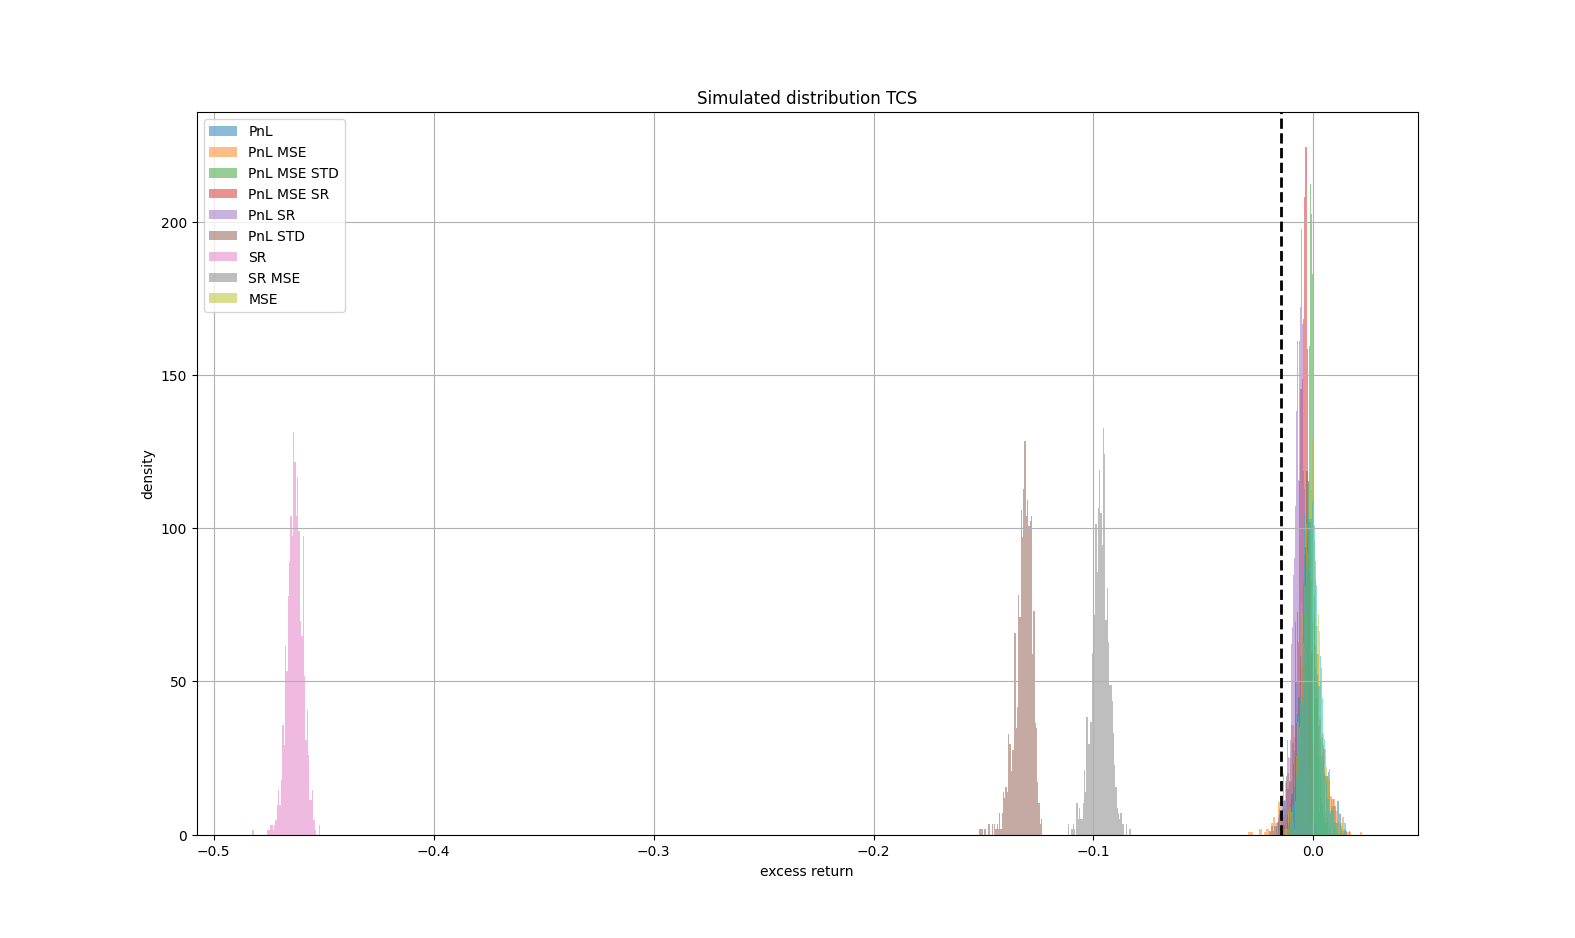 Simulated distribution TCS
PnL
PnL MSE
PnL MSE STD
PnL MSE SR
PnL SR
PnL STD
SR
SR MSE
MSE
density
200
150
100
50
0
−0.5
−0.4
−0.3
−0.2
−0.1
0.0
excess return